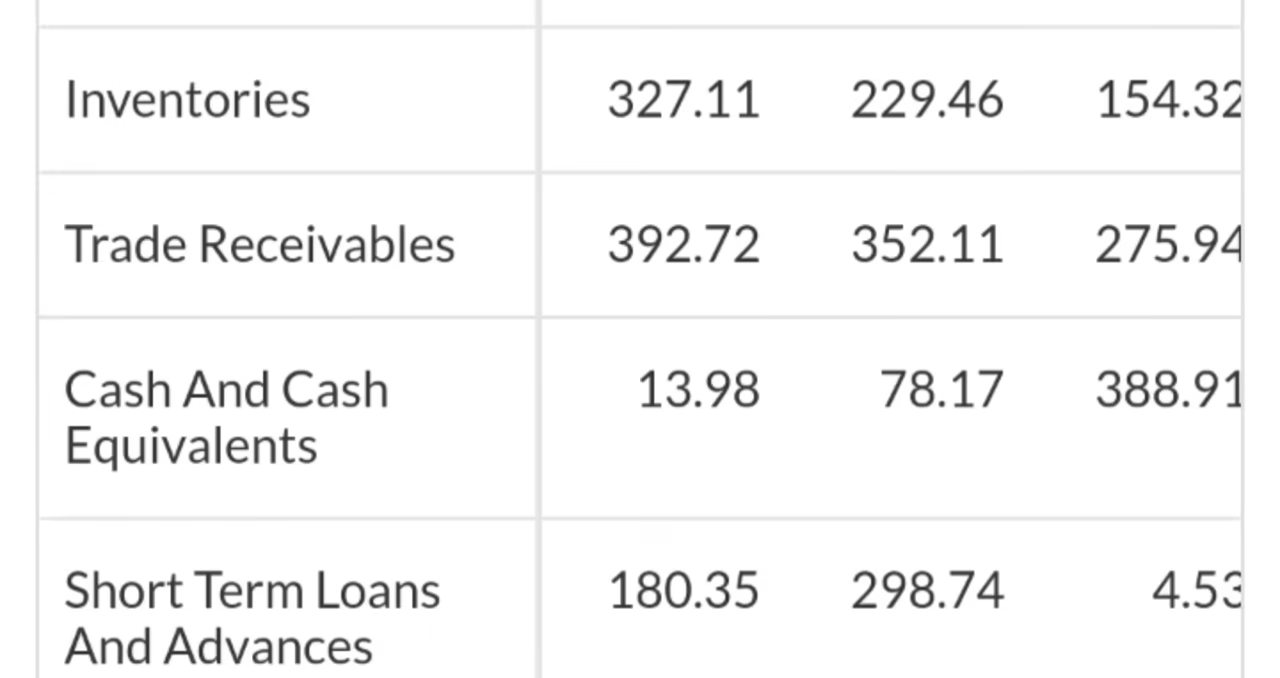 Inventories 327.11 229.46 154.32
Trade Receivables 392.72 352.11 275.94
Cash And Cash 13.98 78.17 388.91
Equivalents
Short Term Loans 180.35 298.74 4.53
And Advances